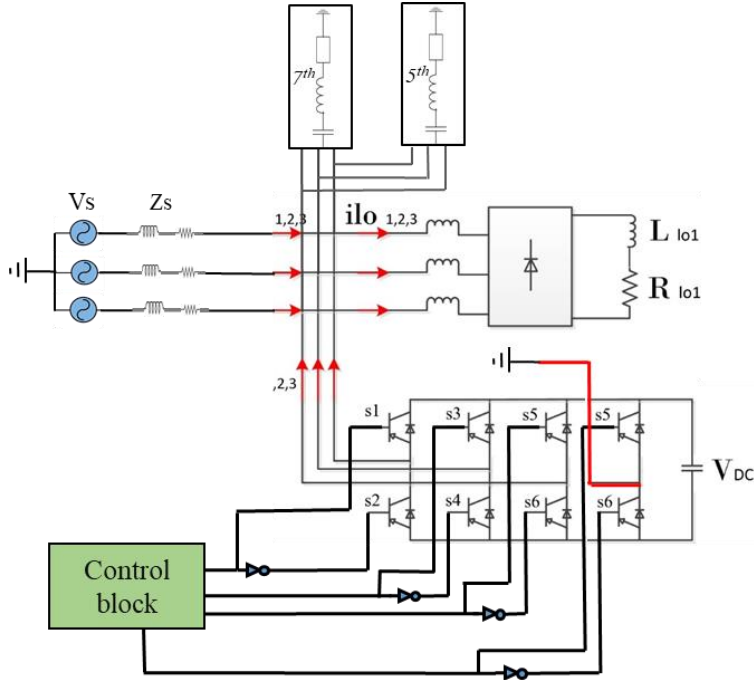 7th
5th
Vs
Zs
1,2,3
ilo
1,2,3
L lo1
R lo1
,2,3
s1
s3
s5
s5
VDC
s2
s4
s6
s6
Control
block